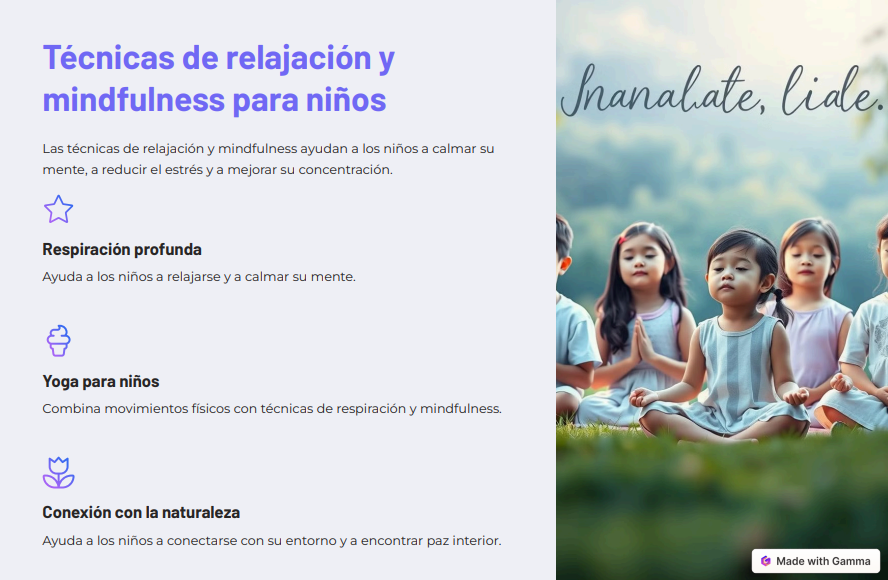 Técnicas de relajación y
mindfulness para niños
Las técnicas de relajación y mindfulness ayudan a los niños a calmar su
mente, a reducir el estrés y a mejorar su concentración.
Respiración profunda
Ayuda a los niños a relajarse y a calmar su mente.
Yoga para niños
Combina movimientos físicos con técnicas de respiración y mindfulness.
Conexión con la naturaleza
Ayuda a los niños a conectarse con su entorno y a encontrar paz interior.
Made with Gamma